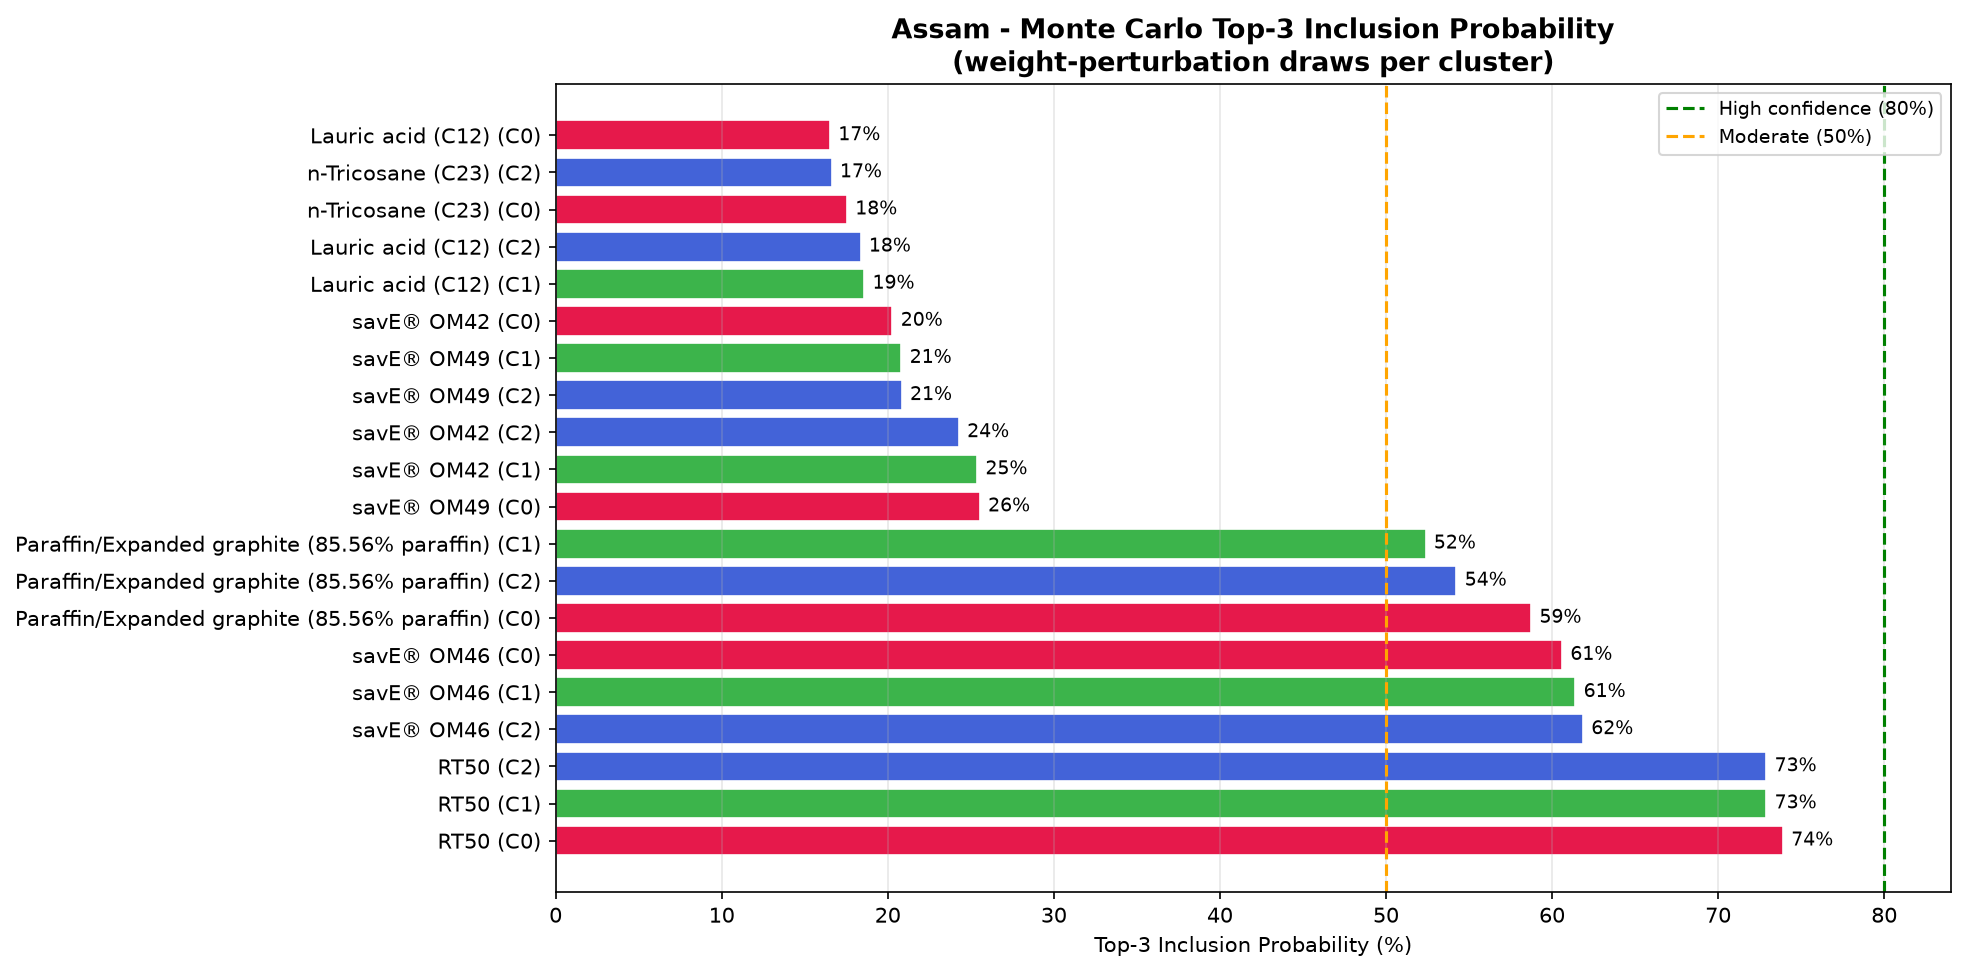 Assam - Monte Carlo Top-3 Inclusion Probability
(weight-perturbation draws per cluster)
High confidence (80%)
Moderate (50%)
Lauric acid (C12) (C0) 17%
n-Tricosane (C23) (C2) 17%
n-Tricosane (C23) (C0) 18%
Lauric acid (C12) (C2) 18%
Lauric acid (C12) (C1) 19%
savE® OM42 (C0) 20%
savE® OM49 (C1) 21%
savE® OM49 (C2) 21%
savE® OM42 (C2) 24%
savE® OM42 (C1) 25%
savE® OM49 (C0) 26%
Paraffin/Expanded graphite (85.56% paraffin) (C1) 52%
Paraffin/Expanded graphite (85.56% paraffin) (C2) 54%
Paraffin/Expanded graphite (85.56% paraffin) (C0) 59%
savE® OM46 (C0) 61%
savE® OM46 (C1) 61%
savE® OM46 (C2) 62%
RT50 (C2) 73%
RT50 (C1) 73%
RT50 (C0) 74%
0 10 20 30 40 50 60 70 80
Top-3 Inclusion Probability (%)